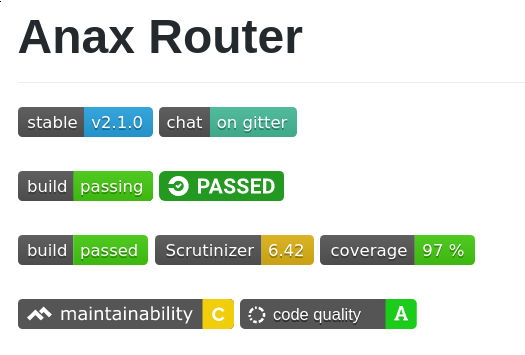 Anax Router
stable v2.1.0 chat on gitter
build passing PASSED
build passed Scrutinizer 6.42 coverage 97 %
maintainability C code quality A